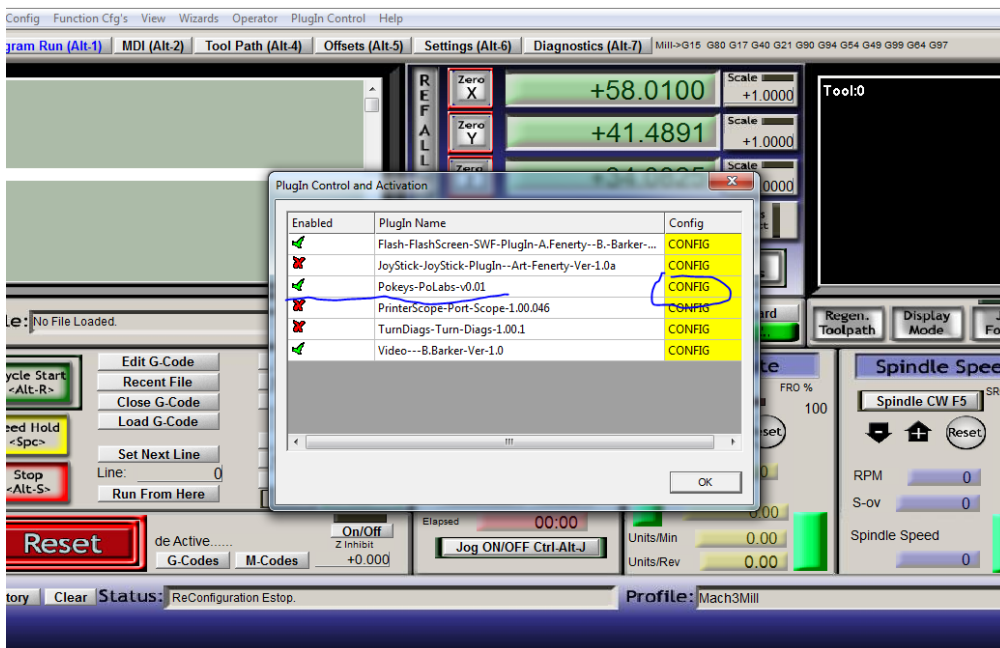 Config Function Cfg's View Wizards Operator PlugIn Control Help
gram Run (Alt-1) MDI (Alt-2) Tool Path (Alt-4) Offsets (Alt-5) Settings (Alt-6) Diagnostics (Alt-7) Mill->G15 G80 G17 G40 G21 G90 G94 G54 G49 G99 G64 G97
REF ALL
Zero X +58.0100 Scale +1.0000
Zero Y +41.4891 Scale +1.0000
Zero Scale
0000
Tool:0
PlugIn Control and Activation
Enabled PlugIn Name Config
Flash-FlashScreen-SWF-PlugIn-A.Fenerty--B.-Barker-... CONFIG
JoyStick-JoyStick-PlugIn--Art-Fenerty-Ver-1.0a CONFIG
Pokeys-PoLabs-v0.01 CONFIG
PrinterScope-Port-Scope-1.00.046 CONFIG
TurnDiags-Turn-Diags-1.00.1 CONFIG
Video---B.Barker-Ver-1.0 CONFIG
OK
le: No File Loaded.
Regen. Toolpath Display Mode
Edit G-Code
Recent File
Close G-Code
Load G-Code
Set Next Line
Line: 0
Run From Here
ycle Start
<Alt-R>
eed Hold
<Spc>
Stop
<Alt-S>
Reset
de Active......
G-Codes M-Codes
On/Off
Z Inhibit
+0.000
Elapsed 00:00
Jog ON/OFF Ctrl-Alt-J
FRO %
100
0.00
Units/Min 0.00
Units/Rev 0.00
Spindle Spee
Spindle CW F5
Reset
RPM 0
S-ov 0
Spindle Speed
0
tory Clear Status: ReConfiguration Estop. Profile: Mach3Mill